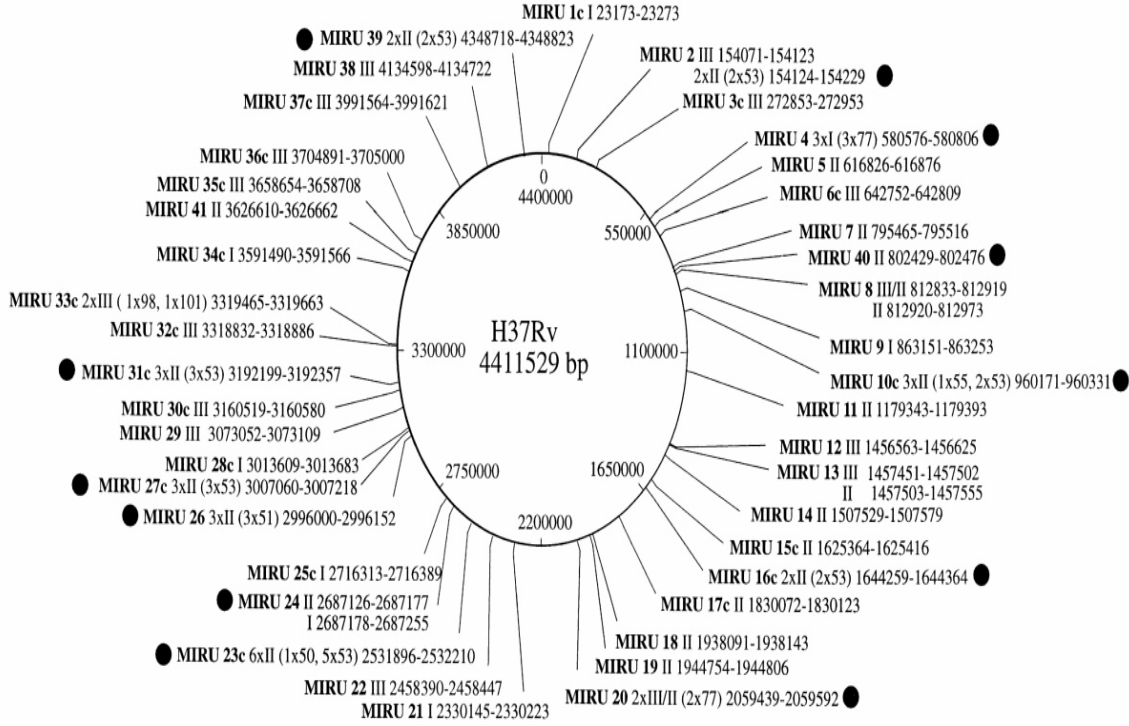 MIRU 1c I 23173-23273
MIRU 2 III 154071-154123
2xII (2x53) 154124-154229
MIRU 3c III 272853-272953
MIRU 4 3xI (3x77) 580576-580806
MIRU 5 II 616826-616876
MIRU 6c III 642752-642809
MIRU 7 II 795465-795516
MIRU 40 II 802429-802476
MIRU 8 III/II 812833-812919
II 812920-812973
MIRU 9 I 863151-863253
MIRU 10c 3xII (1x55, 2x53) 960171-960331
MIRU 11 II 1179343-1179393
MIRU 12 III 1456563-1456625
MIRU 13 III 1457451-1457502
II 1457503-1457555
MIRU 14 II 1507529-1507579
MIRU 15c II 1625364-1625416
MIRU 16c 2xII (2x53) 1644259-1644364
MIRU 17c II 1830072-1830123
MIRU 18 II 1938091-1938143
MIRU 19 II 1944754-1944806
MIRU 20 2xIII/II (2x77) 2059439-2059592
MIRU 21 I 2330145-2330223
MIRU 22 III 2458390-2458447
MIRU 23c 6xII (1x50, 5x53) 2531896-2532210
MIRU 24 II 2687126-2687177
I 2687178-2687255
MIRU 25c I 2716313-2716389
MIRU 26 3xII (3x51) 2996000-2996152
MIRU 27c 3xII (3x53) 3007060-3007218
MIRU 28c I 3013609-3013683
MIRU 29 III 3073052-3073109
MIRU 30c III 3160519-3160580
MIRU 31c 3xII (3x53) 3192199-3192357
MIRU 32c III 3318832-3318886
MIRU 33c 2xIII ( 1x98, 1x101) 3319465-3319663
MIRU 34c I 3591490-3591566
MIRU 41 II 3626610-3626662
MIRU 35c III 3658654-3658708
MIRU 36c III 3704891-3705000
MIRU 37c III 3991564-3991621
MIRU 38 III 4134598-4134722
MIRU 39 2xII (2x53) 4348718-4348823
0
4400000
550000
1100000
1650000
2200000
2750000
3300000
3850000
H37Rv
4411529 bp